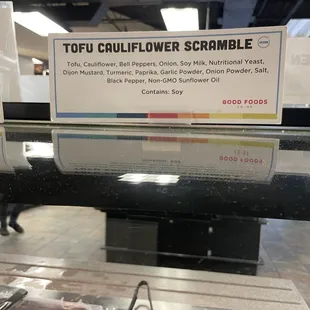 TOFU CAULIFLOWER SCRAMBLE
Tofu, Cauliflower, Bell Peppers, Onion, Soy Milk, Nutritional Yeast,
Dijon Mustard, Turmeric, Paprika, Garlic Powder, Onion Powder, Salt,
Black Pepper, Non-GMO Sunflower Oil
Contains: Soy
GOOD FOODS